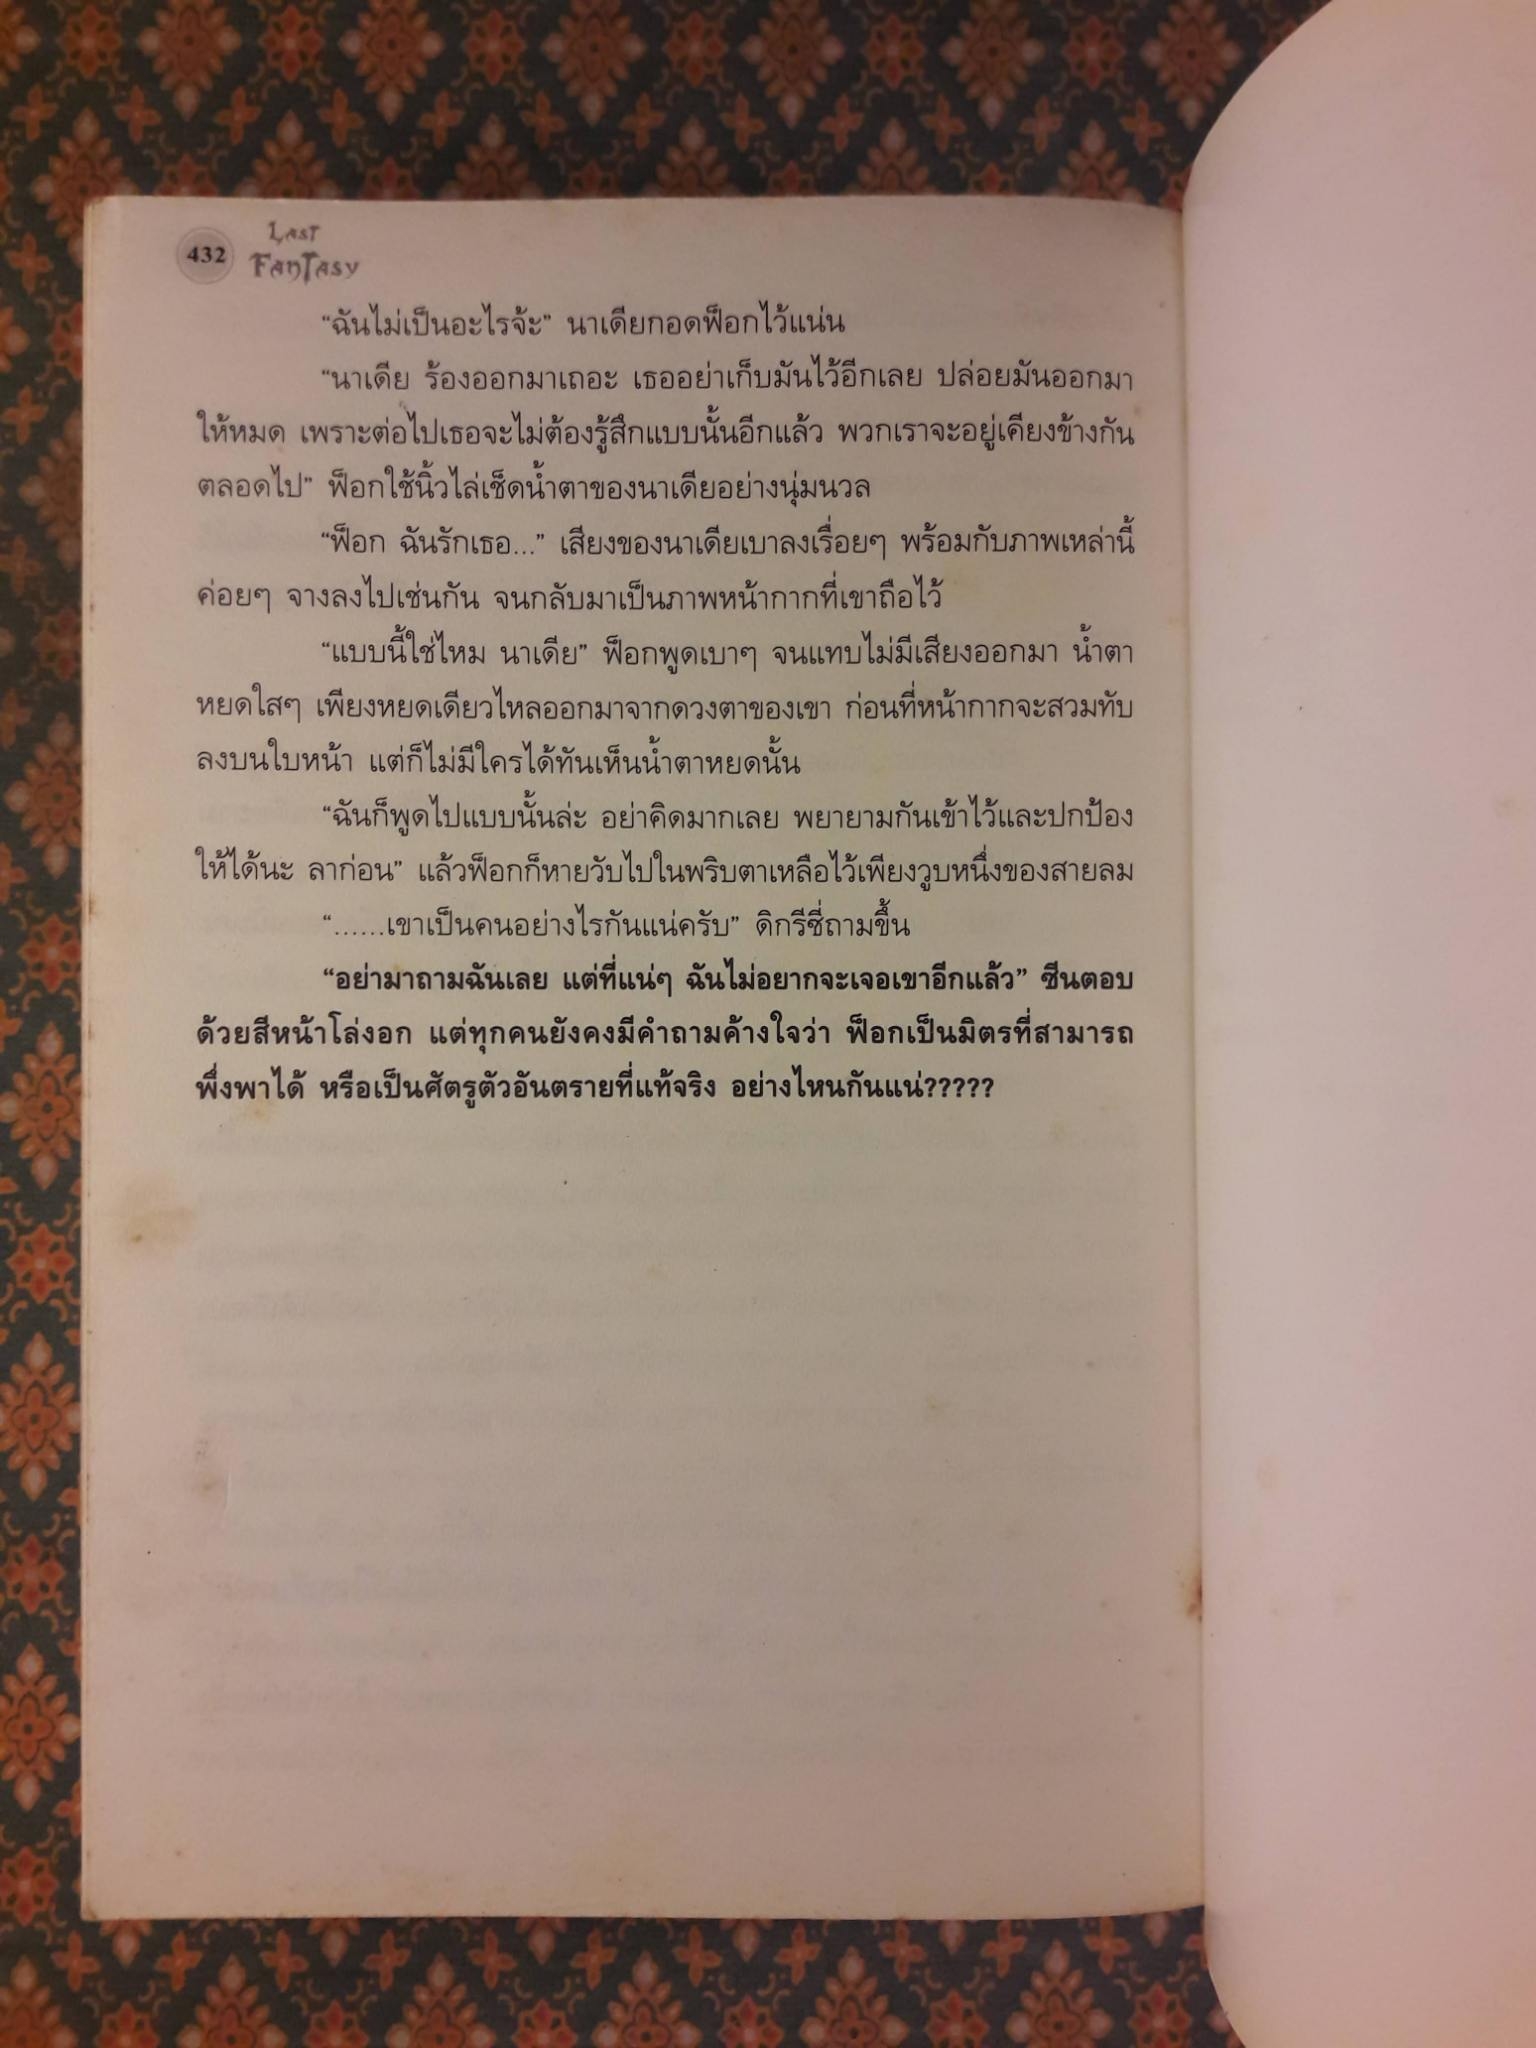 432
LAST
FANTASY
“ฉันไม่เป็นอะไรจ้ะ” นาเดียกอดฟ็อกไว้แน่น
“นาเดีย ร้องออกมาเถอะ เธออย่าเก็บมันไว้อีกเลย ปล่อยมันออกมา
ให้หมด เพราะต่อไปเธอจะไม่ต้องรู้สึกแบบนั้นอีกแล้ว พวกเราจะอยู่เคียงข้างกัน
ตลอดไป” ฟ็อกใช้นิ้วไล่เช็ดน้ำตาของนาเดียอย่างนุ่มนวล
“ฟ็อก ฉันรักเธอ...” เสียงของนาเดียเบาลงเรื่อยๆ พร้อมกับภาพเหล่านี้
ค่อยๆ จางลงไปเช่นกัน จนกลับมาเป็นภาพหน้ากากที่เขาถือไว้
“แบบนี้ใช่ไหม นาเดีย” ฟ็อกพูดเบาๆ จนแทบไม่มีเสียงออกมา น้ำตา
หยดใสๆ เพียงหยดเดียวไหลออกมาจากดวงตาของเขา ก่อนที่หน้ากากจะสวมทับ
ลงบนใบหน้า แต่ก็ไม่มีใครได้ทันเห็นน้ำตาหยดนั้น
“ฉันก็พูดไปแบบนั้นล่ะ อย่าคิดมากเลย พยายามกันเข้าไว้และปกป้อง
ให้ได้นะ ลาก่อน” แล้วฟ็อกก็หายวับไปในพริบตาเหลือไว้เพียงวูบหนึ่งของสายลม
“......เขาเป็นคนอย่างไรกันแน่ครับ” ดิกรีซี่ถามขึ้น
“อย่ามาถามฉันเลย แต่ที่แน่ๆ ฉันไม่อยากจะเจอเขาอีกแล้ว” ซีนตอบ
ด้วยสีหน้าโล่งอก แต่ทุกคนยังคงมีคำถามค้างใจว่า ฟ็อกเป็นมิตรที่สามารถ
พึ่งพาได้ หรือเป็นศัตรูตัวอันตรายที่แท้จริง อย่างไหนกันแน่?????